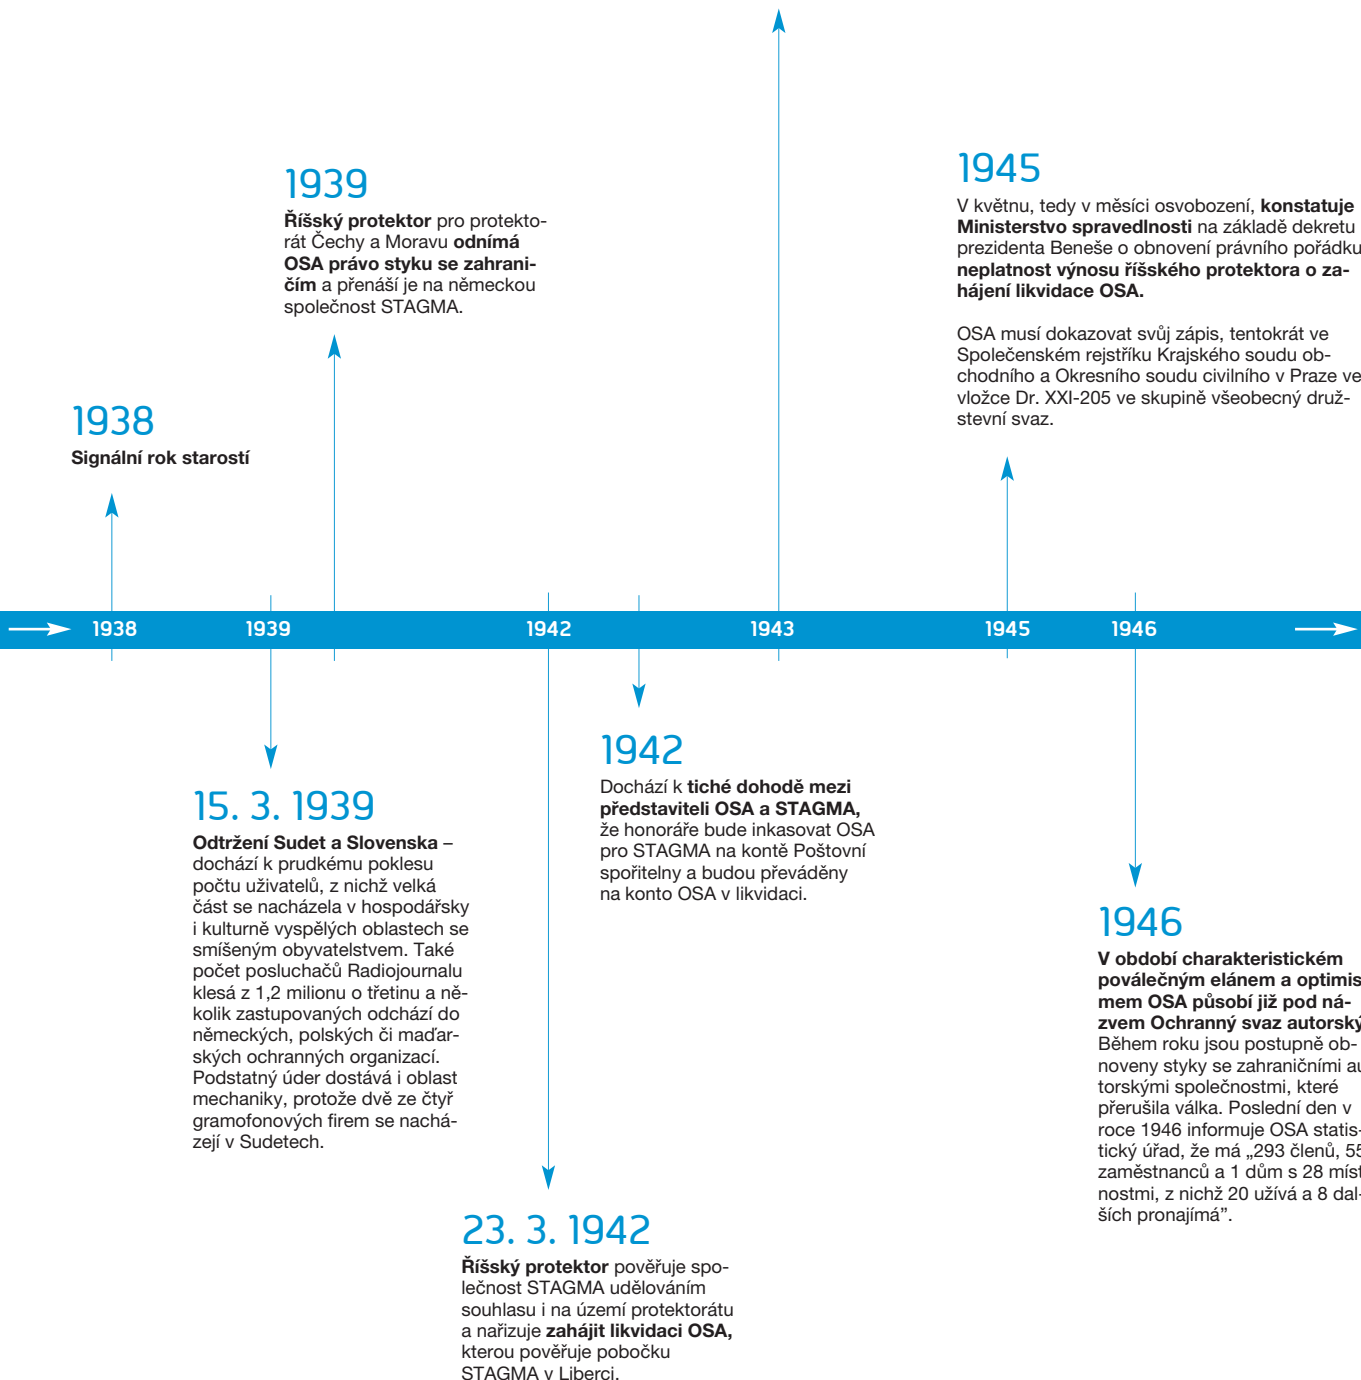 1939
Říšský protektor pro protekto-
rát Čechy a Moravu odnímá
OSA právo styku se zahrani-
čím a přenáší je na německou
společnost STAGMA.
1945
V květnu, tedy v měsíci osvobození, konstatuje
Ministerstvo spravedlnosti na základě dekretu
prezidenta Beneše o obnovení právního pořádku
neplatnost výnosu říšského protektora o za-
hájení likvidace OSA.
OSA musí dokazovat svůj zápis, tentokrát ve
Společenském rejstříku Krajského soudu ob-
chodního a Okresního soudu civilního v Praze ve
vložce Dr. XXI-205 ve skupině všeobecný druž-
stevní svaz.
1938
Signální rok starostí
1938 1939 1942 1943 1945 1946
15. 3. 1939
Odtržení Sudet a Slovenska –
dochází k prudkému poklesu
počtu uživatelů, z nichž velká
část se nacházela v hospodářsky
i kulturně vyspělých oblastech se
smíšeným obyvatelstvem. Také
počet posluchačů Radiojournalu
klesá z 1,2 milionu o třetinu a ně-
kolik zastupovaných odchází do
německých, polských či maďar-
ských ochranných organizací.
Podstatný úder dostává i oblast
mechaniky, protože dvě ze čtyř
gramofonových firem se nachá-
zejí v Sudetech.
1942
Dochází k tiché dohodě mezi
představiteli OSA a STAGMA,
že honoráře bude inkasovat OSA
pro STAGMA na kontě Poštovní
spořitelny a budou převáděny
na konto OSA v likvidaci.
23. 3. 1942
Říšský protektor pověřuje spo-
lečnost STAGMA udělováním
souhlasu i na území protektorátu
a nařizuje zahájit likvidaci OSA,
kterou pověřuje pobočku
STAGMA v Liberci.
1946
V období charakteristickém
poválečným elánem a optimis
mem OSA působí již pod ná-
zvem Ochranný svaz autorský
Během roku jsou postupně ob-
noveny styky se zahraničními au
torskými společnostmi, které
přerušila válka. Poslední den v
roce 1946 informuje OSA statis-
tický úřad, že má „293 členů, 55
zaměstnanců a 1 dům s 28 míst
nostmi, z nichž 20 užívá a 8 dal-
ších pronajímá”.